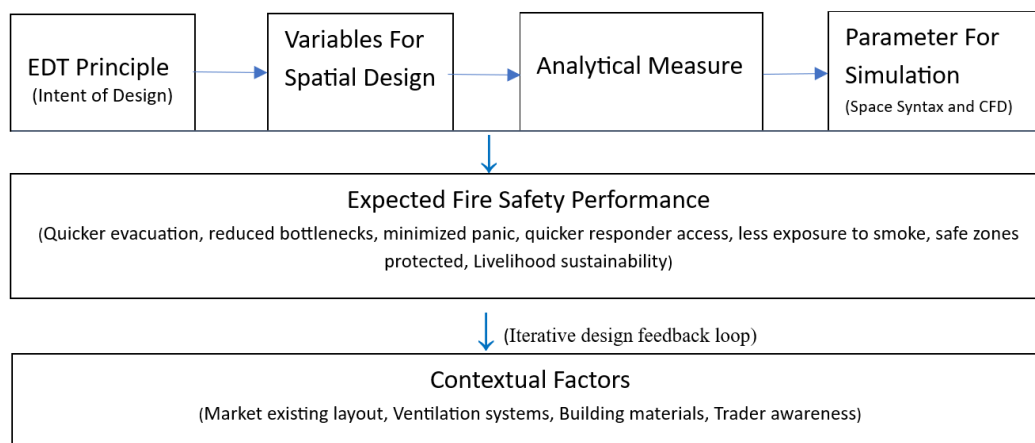 EDT Principle
(Intent of Design)
Variables For
Spatial Design
Analytical Measure
Parameter For
Simulation
(Space Syntax and CFD)
Expected Fire Safety Performance
(Quicker evacuation, reduced bottlenecks, minimized panic, quicker responder access, less exposure to smoke, safe zones
protected, Livelihood sustainability)
(Iterative design feedback loop)
Contextual Factors
(Market existing layout, Ventilation systems, Building materials, Trader awareness)